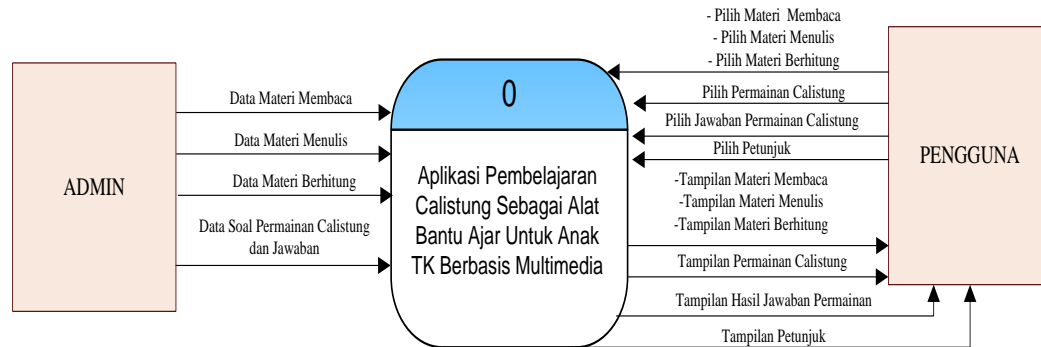 ADMIN
Data Materi Membaca
Data Materi Menulis
Data Materi Berhitung
Data Soal Permainan Calistung
dan Jawaban
0
Aplikasi Pembelajaran
Calistung Sebagai Alat
Bantu Ajar Untuk Anak
TK Berbasis Multimedia
- Pilih Materi Membaca
- Pilih Materi Menulis
- Pilih Materi Berhitung
Pilih Permainan Calistung
Pilih Jawaban Permainan Calistung
Pilih Petunjuk
-Tampilan Materi Membaca
-Tampilan Materi Menulis
-Tampilan Materi Berhitung
Tampilan Permainan Calistung
Tampilan Hasil Jawaban Permainan
Tampilan Petunjuk
PENGGUNA